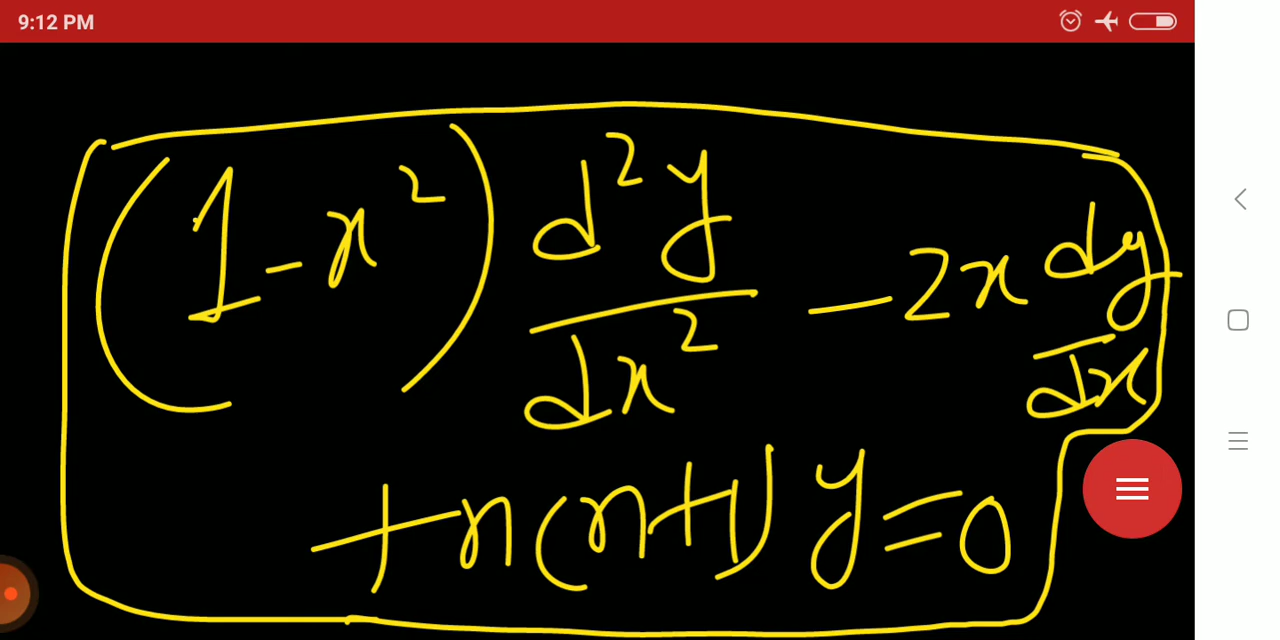 9:12 PM
(1-x²) d²y/dx² - 2x dy/dx
+n(n+1)y=0